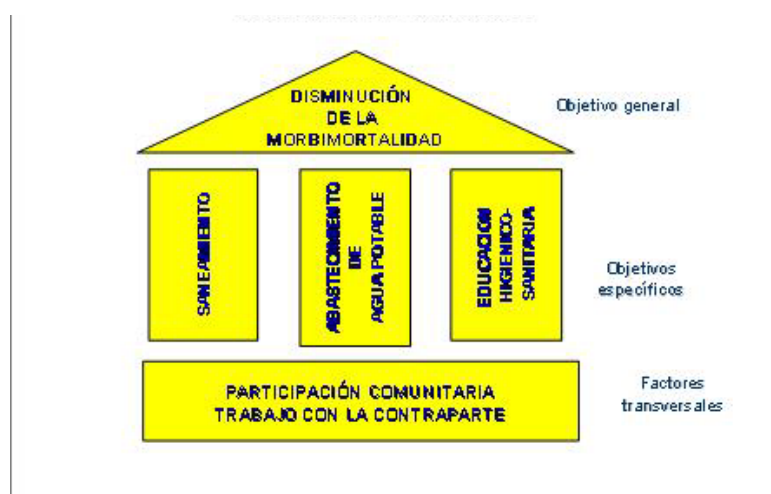 DISMINUCIÓN
DE LA
MORBIMORTALIDAD
Objetivo general
SANEAMIENTO
ABASTECIMIENTO
DE
AGUA POTABLE
EDUCACION
HIGIENICO-
SANITARIA
Objetivos
específicos
PARTICIPACIÓN COMUNITARIA
TRABAJO CON LA CONTRAPARTE
Factores
transversales